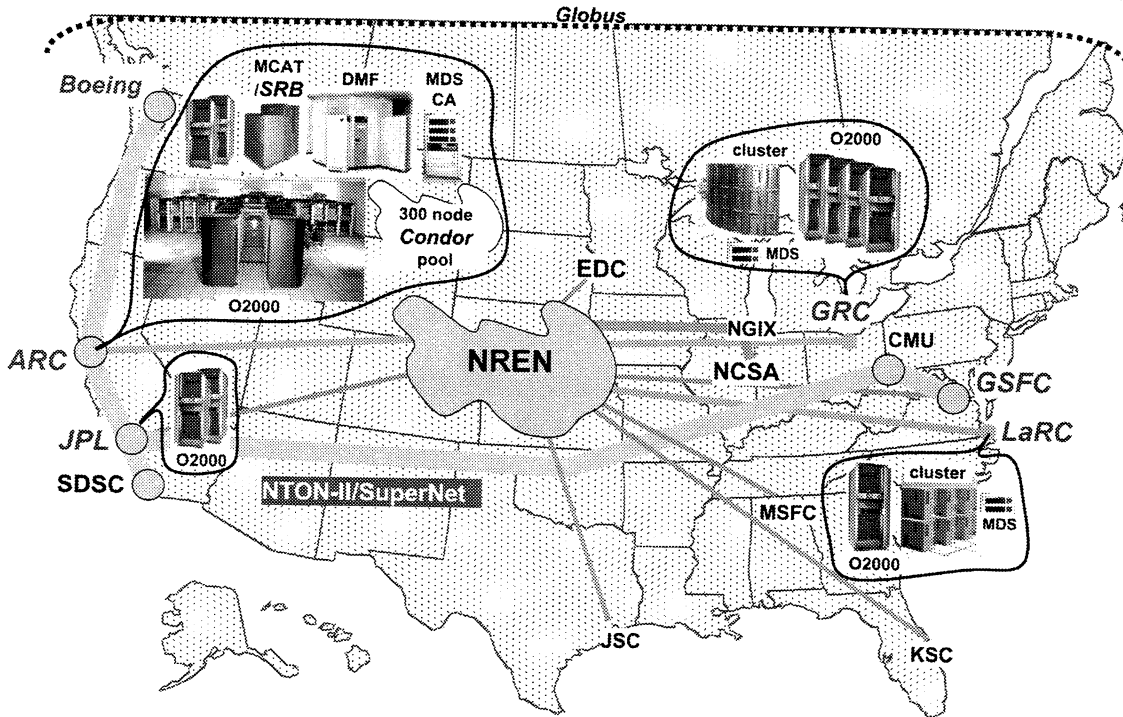 Globus
Boeing
MCAT
/SRB
DMF
MDS
CA
300 node
Condor
pool
O2000
cluster
O2000
MDS
GRC
EDC
NGIX
CMU
NCSA
NREN
ARC
GSFC
JPL
O2000
LaRC
SDSC
NTON-II/SuperNet
cluster
MSFC
MDS
O2000
JSC
KSC